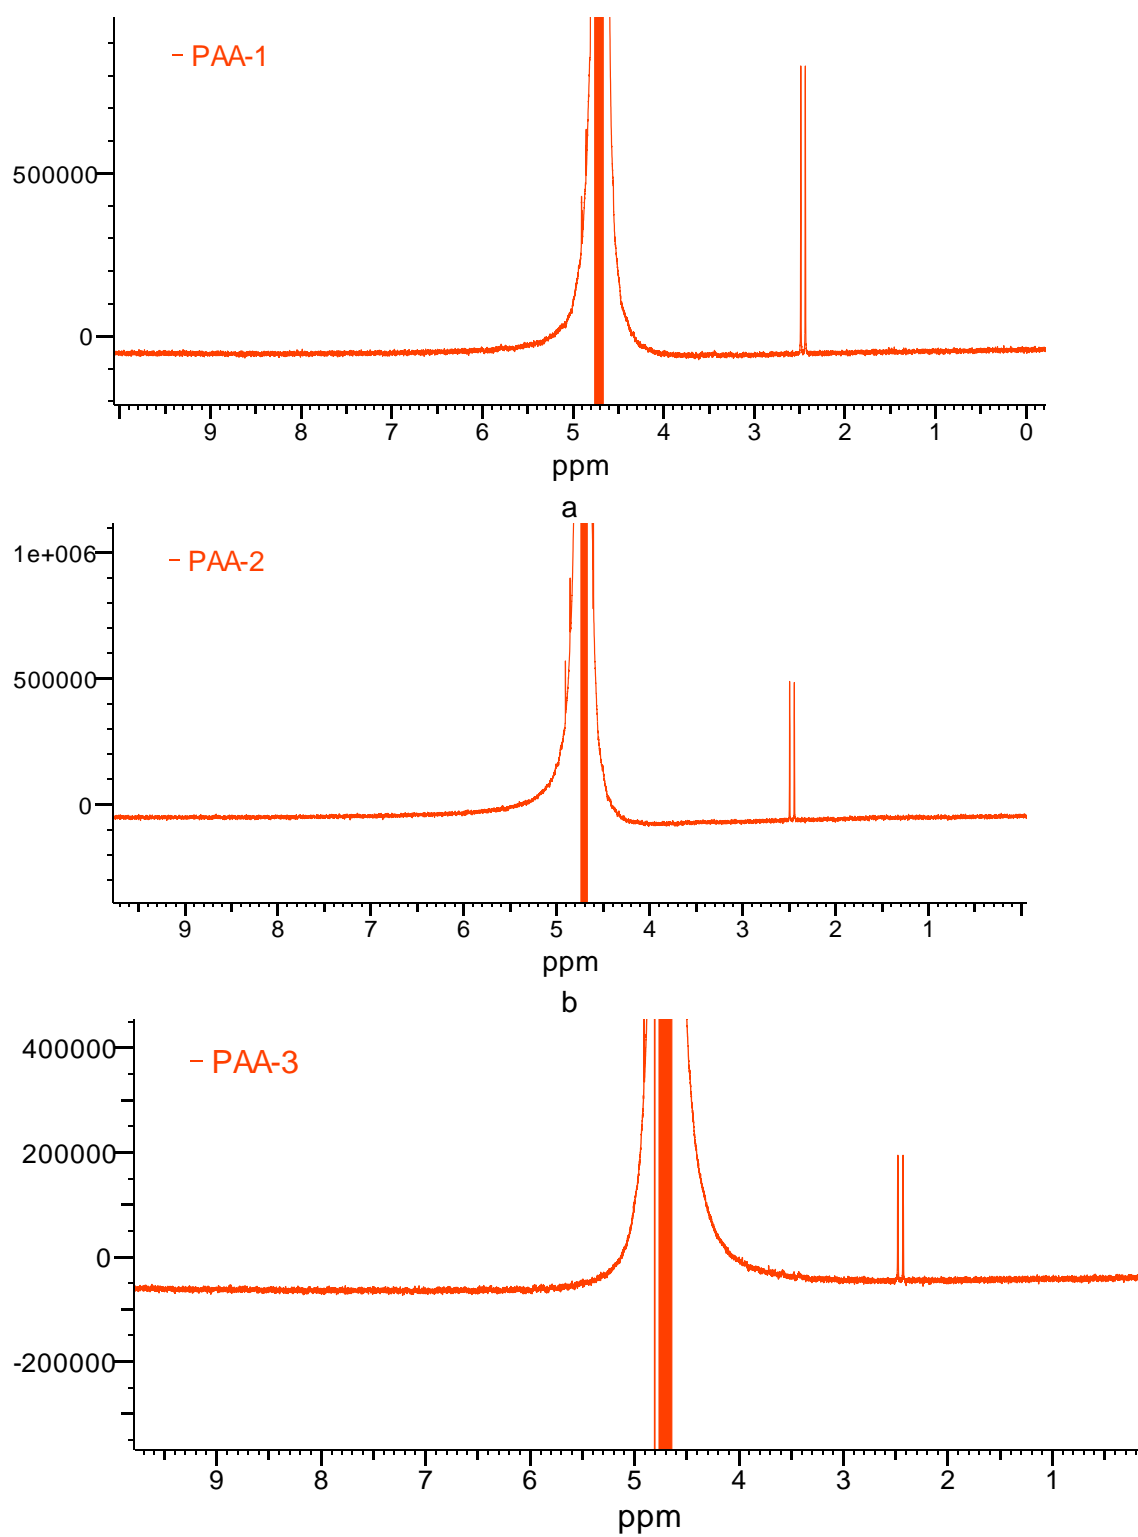 − PAA-1
500000
0
9 8 7 6 5 4 3 2 1 0
ppm
a
1e+006
− PAA-2
500000
0
9 8 7 6 5 4 3 2 1
ppm
b
400000
− PAA-3
200000
0
-200000
9 8 7 6 5 4 3 2 1
ppm